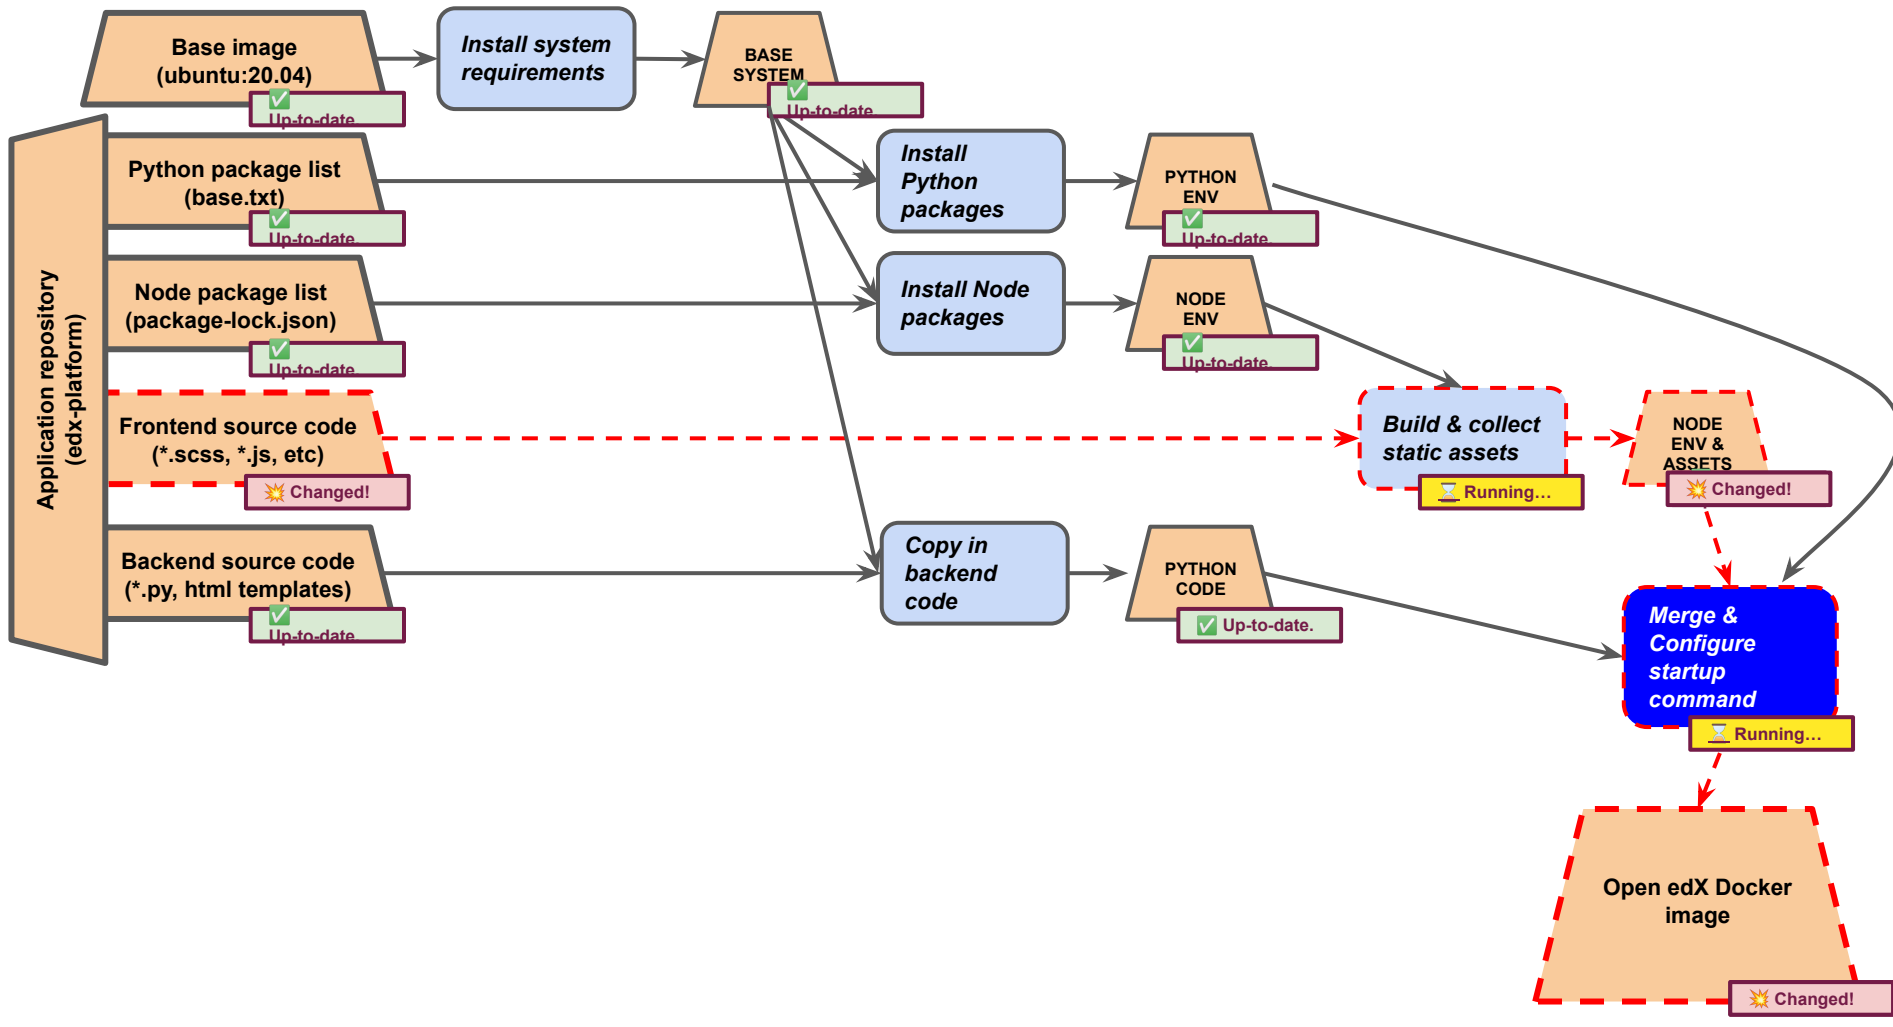 Base image
(ubuntu:20.04)
✅
Up-to-date.
Install system
requirements
BASE
SYSTEM
✅
Up-to-date.
Application repository
(edx-platform)
Python package list
(base.txt)
✅
Up-to-date.
Install
Python
packages
PYTHON
ENV
✅
Up-to-date.
Node package list
(package-lock.json)
✅
Up-to-date.
Install Node
packages
NODE
ENV
✅
Up-to-date.
Frontend source code
(*.scss, *.js, etc)
💥 Changed!
Build & collect
static assets
⏳ Running…
NODE
ENV &
ASSETS
💥 Changed!
Backend source code
(*.py, html templates)
✅
Up-to-date.
Copy in
backend
code
PYTHON
CODE
✅ Up-to-date.
Merge &
Configure
startup
command
⏳ Running…
Open edX Docker
image
💥 Changed!